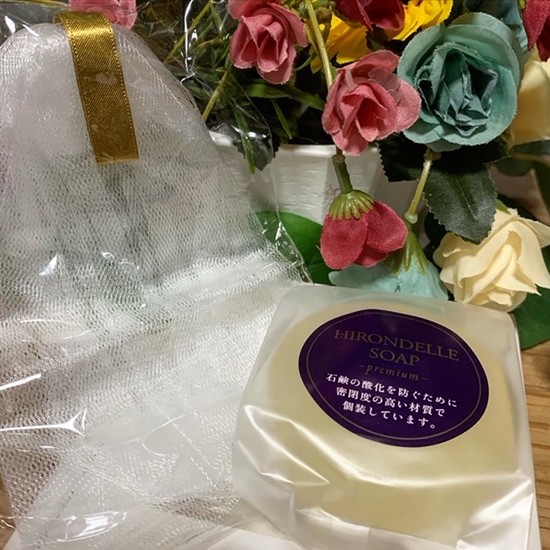 HIRONDELLE
SOAP
-premium-
石鹸の酸化を防ぐために
密閉度の高い材質で
個装しています。